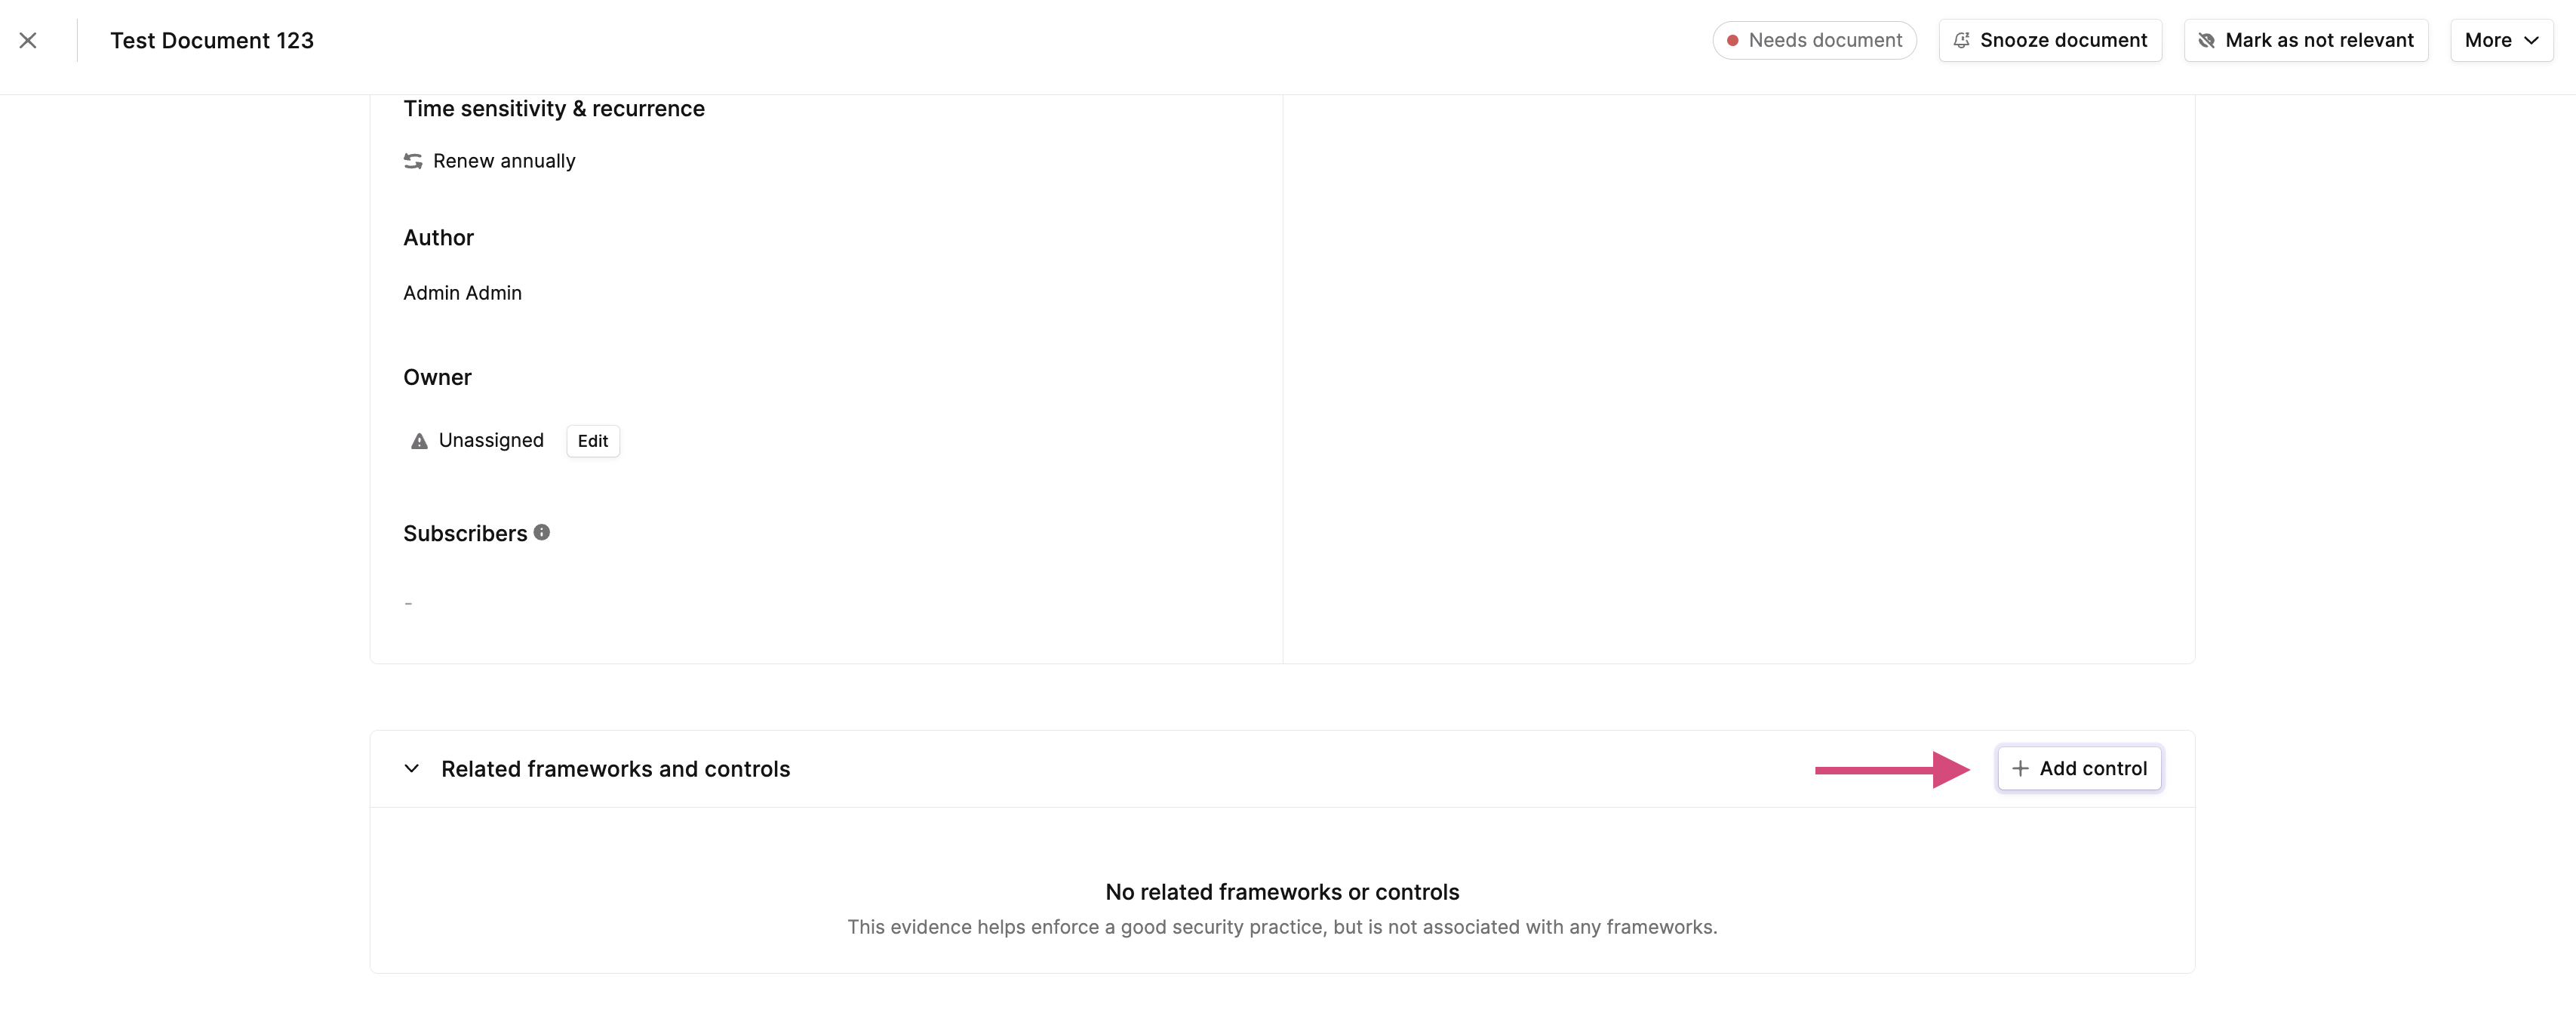 Test Document 123
Needs document
Snooze document
Mark as not relevant
More
Time sensitivity & recurrence
Renew annually
Author
Admin Admin
Owner
Unassigned
Edit
Subscribers
-
Related frameworks and controls
Add control
No related frameworks or controls
This evidence helps enforce a good security practice, but is not associated with any frameworks.